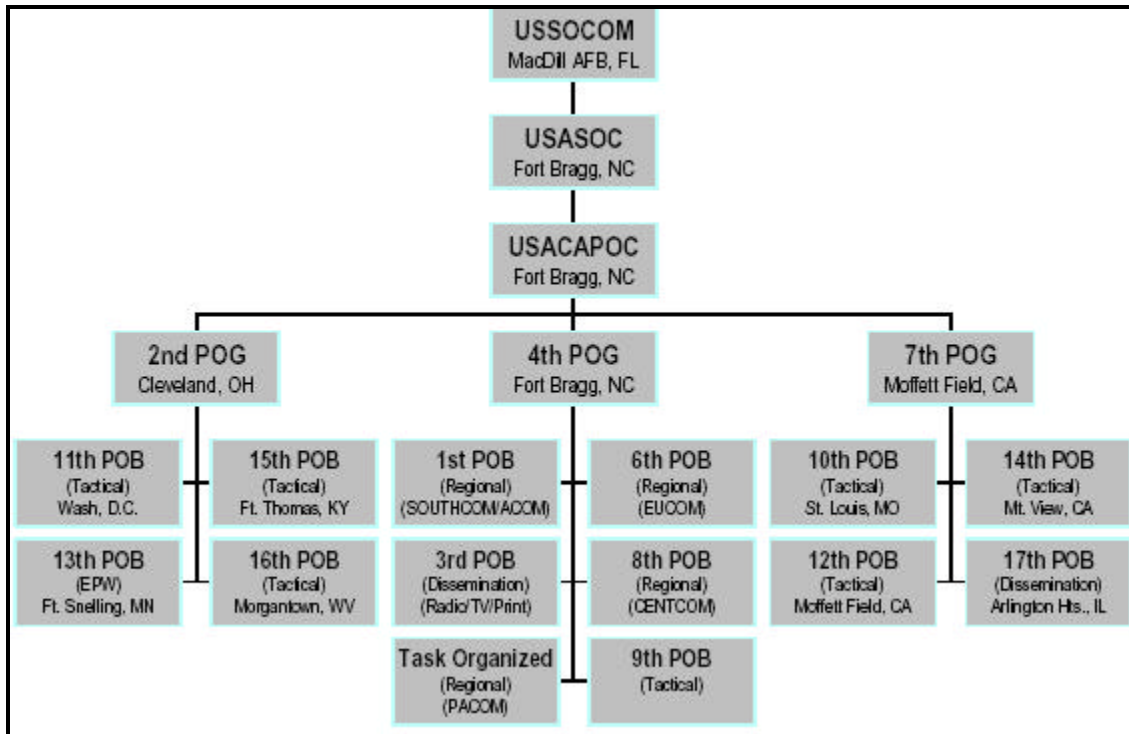 USSOCOM
MacDill AFB, FL
USASOC
Fort Bragg, NC
USACAPOC
Fort Bragg, NC
2nd POG
Cleveland, OH
4th POG
Fort Bragg, NC
7th POG
Moffett Field, CA
11th POB
(Tactical)
Wash, D.C.
15th POB
(Tactical)
Ft. Thomas, KY
1st POB
(Regional)
(SOUTHCOM/ACOM)
6th POB
(Regional)
(EUCOM)
10th POB
(Tactical)
St. Louis, MO
14th POB
(Tactical)
Mt. View, CA
13th POB
(EPW)
Ft. Snelling, MN
16th POB
(Tactical)
Morgantown, WV
3rd POB
(Dissemination)
(Radio/TV/Print)
8th POB
(Regional)
(CENTCOM)
12th POB
(Tactical)
Moffett Field, CA
17th POB
(Dissemination)
Arlington Hts., IL
Task Organized
(Regional)
(PACOM)
9th POB
(Tactical)